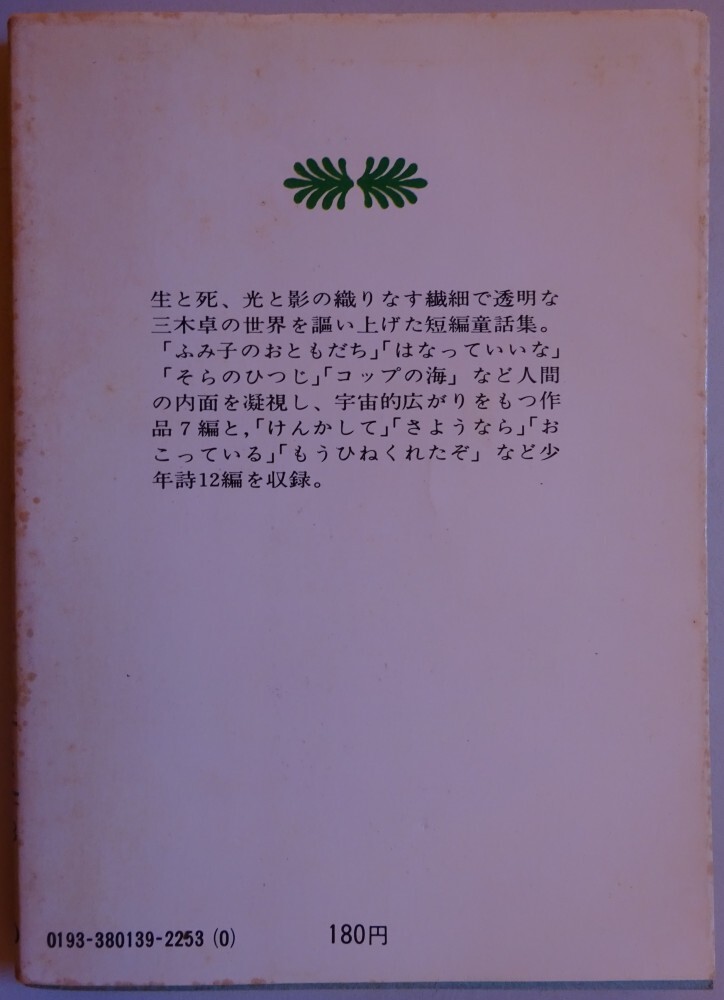 生と死、光と影の織りなす繊細で透明な
三木卓の世界を謳い上げた短編童話集。
「ふみ子のおともだち」「はなっていいな」
「そらのひつじ」「コップの海」など人間
の内面を凝視し、宇宙的広がりをもつ作
品7編と,「けんかして」「さようなら」「お
こっている」「もうひねくれたぞ」など少
年詩12編を収録。
0193-380139-2253 (0)
180円